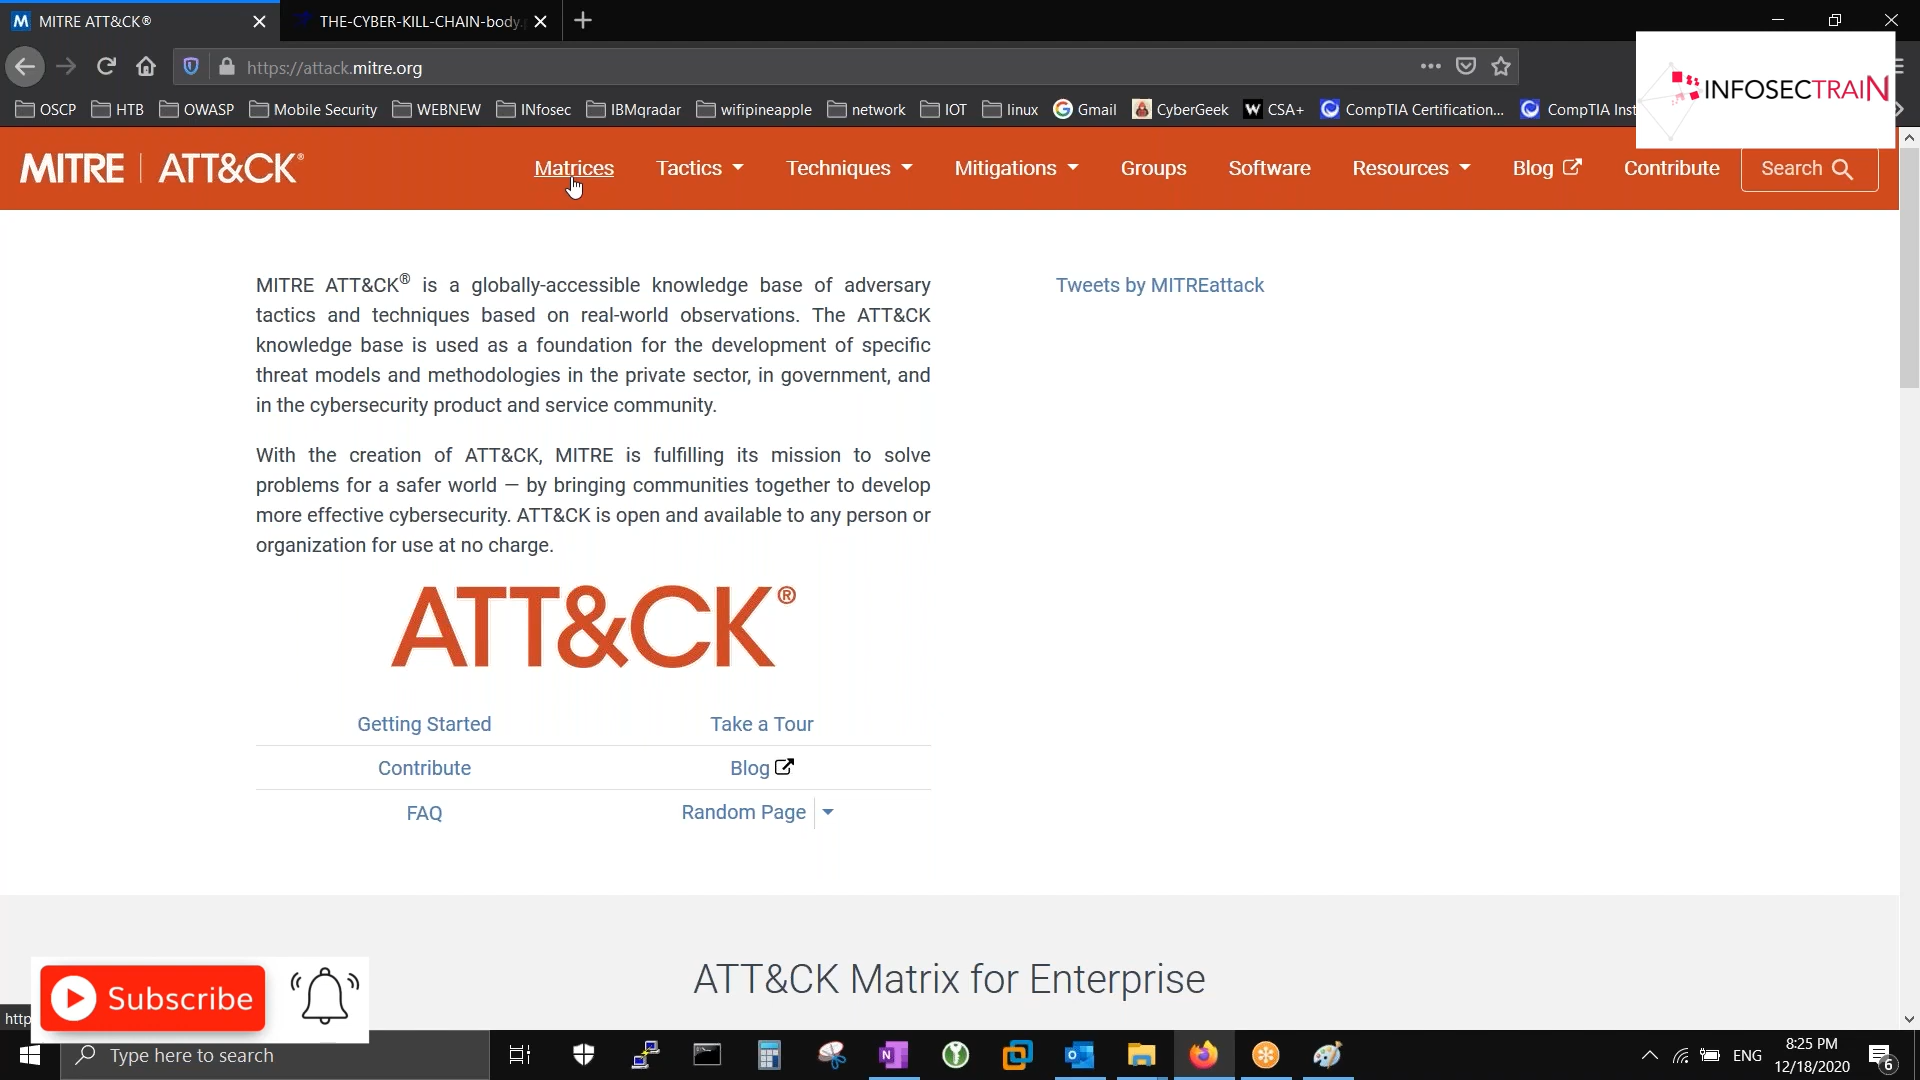 MITRE ATT&CK®
THE-CYBER-KILL-CHAIN-body.
https://attack.mitre.org
OSCP HTB OWASP Mobile Security WEBNEW INfosec IBMqradar wifipineapple network IOT linux Gmail CyberGeek CSA+ CompTIA Certification... CompTIA Inst
INFOSECTRAIN
MITRE | ATT&CK®
Matrices Tactics Techniques Mitigations Groups Software Resources Blog Contribute Search
MITRE ATT&CK® is a globally-accessible knowledge base of adversary
tactics and techniques based on real-world observations. The ATT&CK
knowledge base is used as a foundation for the development of specific
threat models and methodologies in the private sector, in government, and
in the cybersecurity product and service community.
Tweets by MITREattack
With the creation of ATT&CK, MITRE is fulfilling its mission to solve
problems for a safer world — by bringing communities together to develop
more effective cybersecurity. ATT&CK is open and available to any person or
organization for use at no charge.
ATT&CK®
Getting Started Take a Tour
Contribute Blog
FAQ Random Page
ATT&CK Matrix for Enterprise
Subscribe
http
Type here to search
ENG
8:25 PM
12/18/2020
6